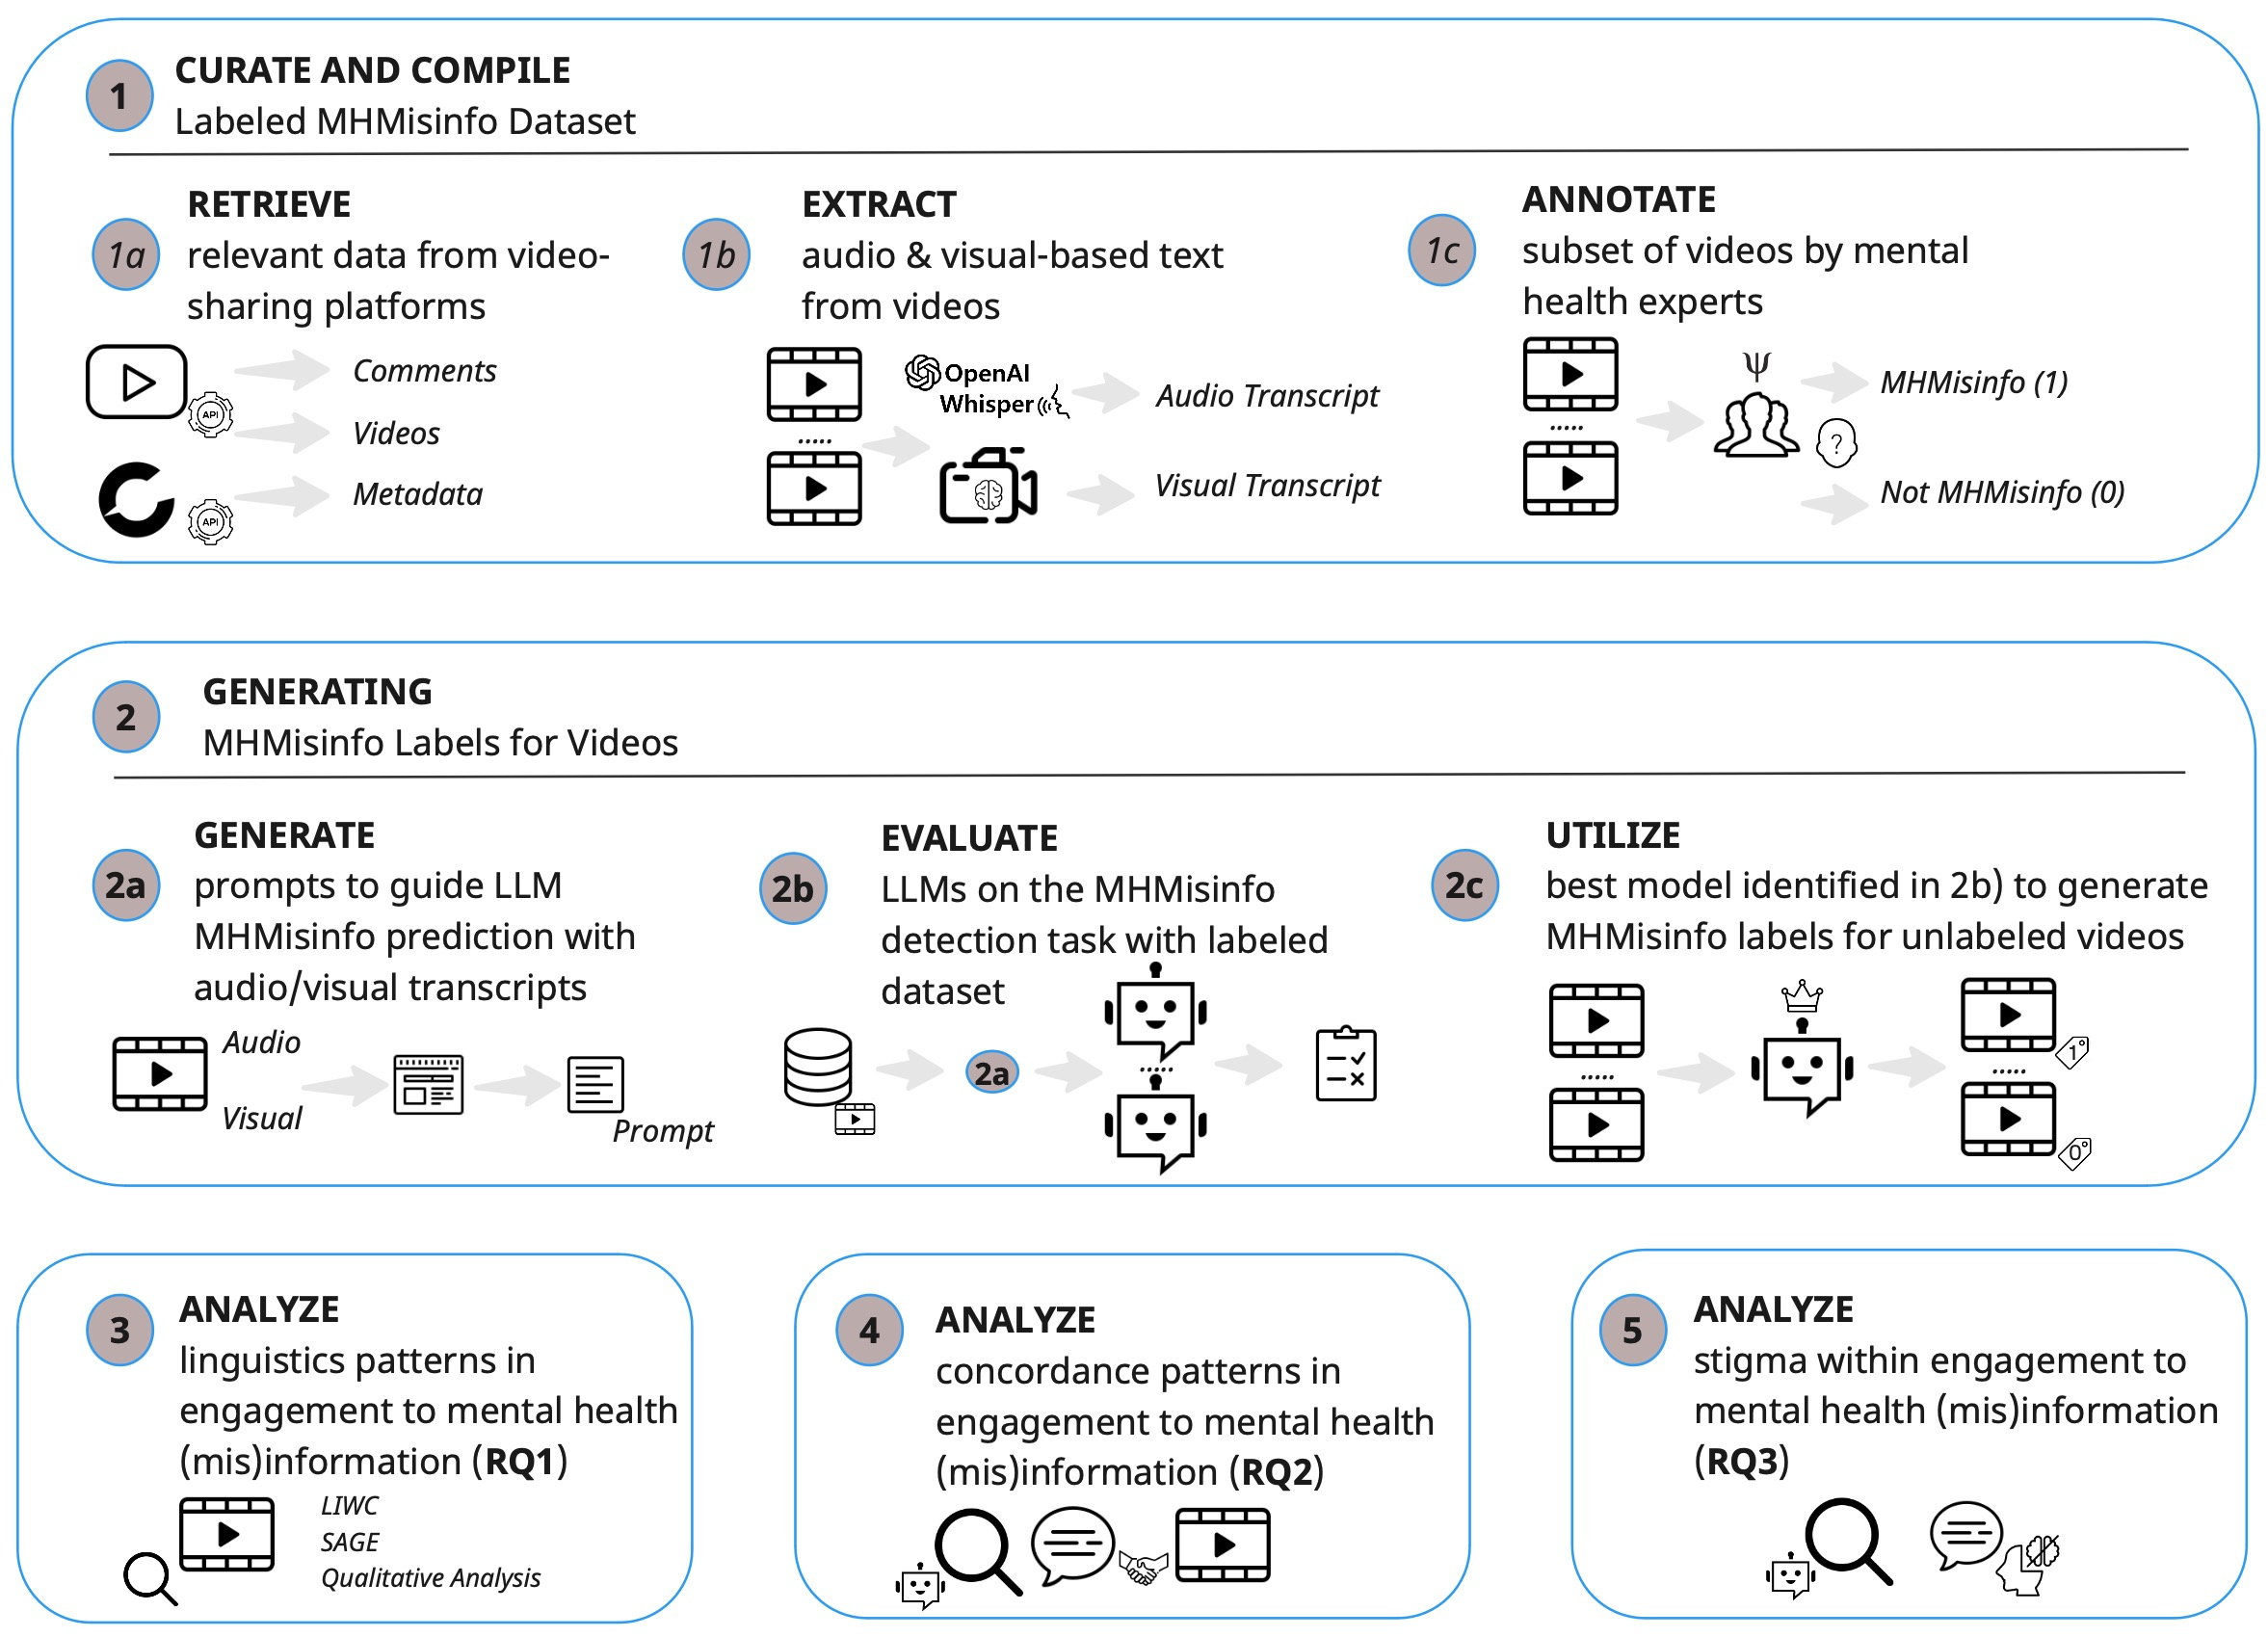 1
CURATE AND COMPILE
Labeled MHMisinfo Dataset
1a
RETRIEVE
relevant data from video-
sharing platforms
API
API
Comments
Videos
Metadata
1b
EXTRACT
audio & visual-based text
from videos
.....
OpenAI
Whisper
Audio Transcript
Visual Transcript
1c
ANNOTATE
subset of videos by mental
health experts
.....
Ψ
?
MHMisinfo (1)
Not MHMisinfo (0)
2
GENERATING
MHMisinfo Labels for Videos
2a
GENERATE
prompts to guide LLM
MHMisinfo prediction with
audio/visual transcripts
Audio
Visual
Prompt
2b
EVALUATE
LLMs on the MHMisinfo
detection task with labeled
dataset
2a
.....
2c
UTILIZE
best model identified in 2b) to generate
MHMisinfo labels for unlabeled videos
.....
.....
1
0
3
ANALYZE
linguistics patterns in
engagement to mental health
(mis)information (RQ1)
LIWC
SAGE
Qualitative Analysis
4
ANALYZE
concordance patterns in
engagement to mental health
(mis)information (RQ2)
5
ANALYZE
stigma within engagement to
mental health (mis)information
(RQ3)